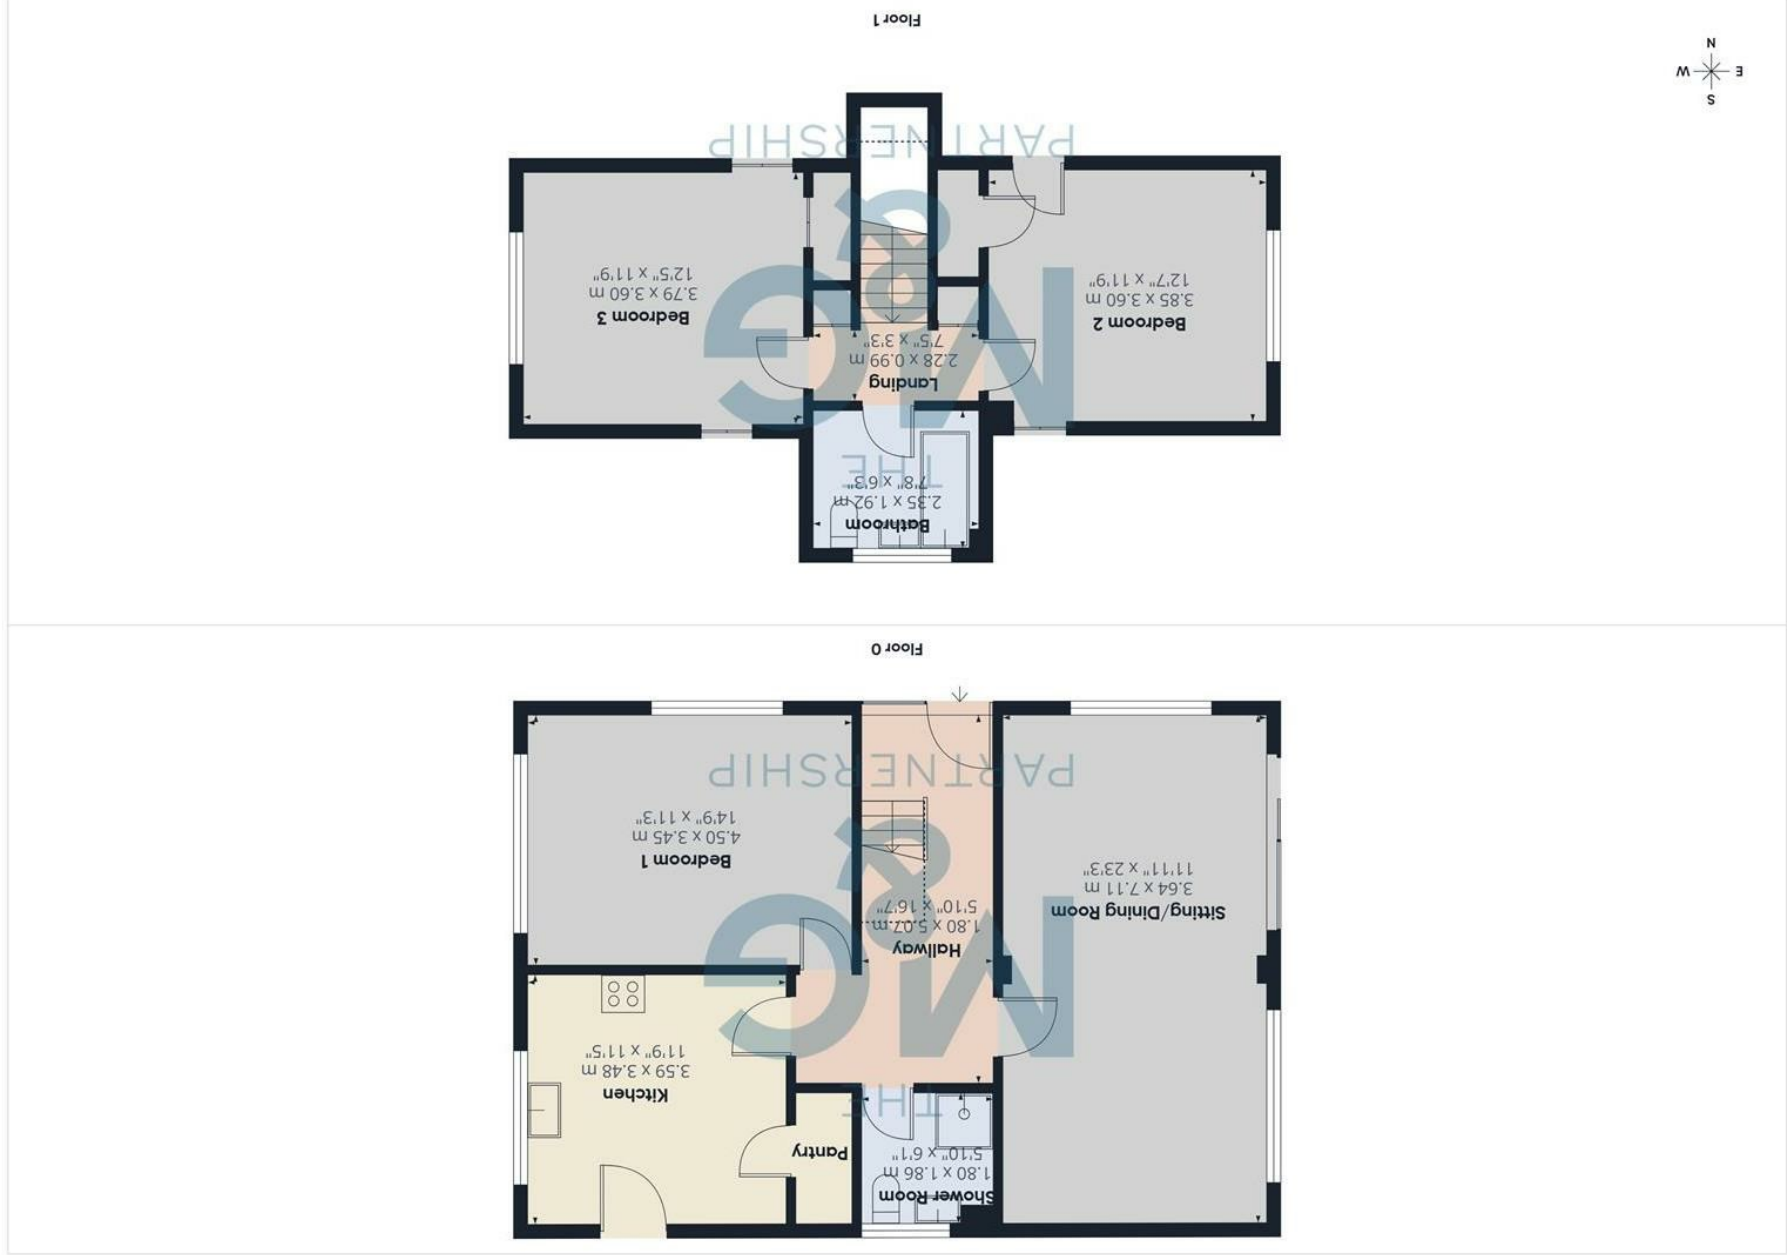 Shower Room
1.80 x 1.86 m
5'10" x 6'1"
Pantry
Kitchen
3.59 x 3.48 m
11'9" x 11'5"
Sitting/Dining Room
3.64 x 7.11 m
11'11" x 23'3"
Hallway
1.80 x 5.07 m
5'10" x 16'7"
Bedroom 1
4.50 x 3.45 m
14'9" x 11'3"
THE
M&G
PARTNERSHIP
Floor 0
Bathroom
2.35 x 1.92 m
7'8" x 6'3"
Landing
2.28 x 0.99 m
7'5" x 3'3"
Bedroom 2
3.85 x 3.60 m
12'7" x 11'9"
Bedroom 3
3.79 x 3.60 m
12'5" x 11'9"
THE
M&G
PARTNERSHIP
S
E W
N
Floor 1